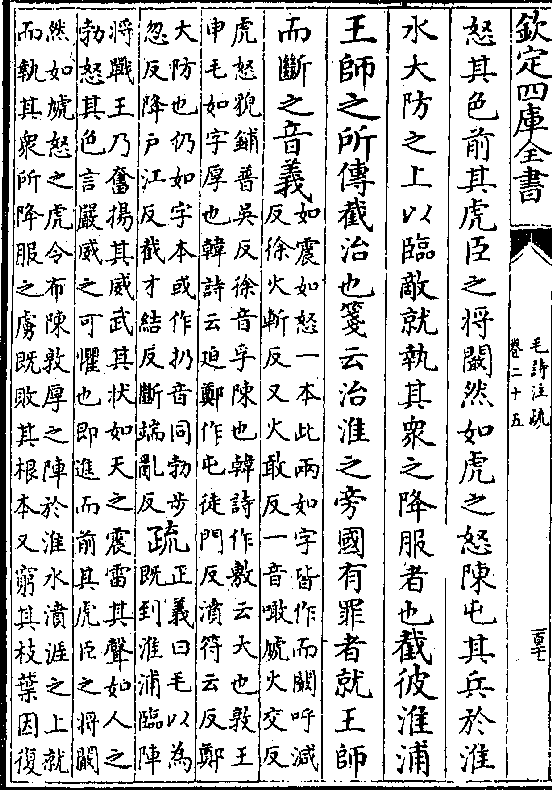 欽定四庫全書
毛詩注疏
卷二十五
怒其色前其虎臣之將闞然如虎之怒陳屯其兵於淮
水大防之上以臨敵就執其衆之降服者也截彼淮浦
王師之所傳截治也箋云治淮之旁國有罪者就王師
而斷之音義
如震如怒一本此兩如字皆作而闞呼減
反徐火斬反又火敢反一音噉虓火交反
虎怒貌鋪普吳反徐音孚陳也韓詩作敷云大也敦王
申毛如字厚也韓詩云迫鄭作屯徒門反濆符云反鄭
大防也仍如字本或作扔音同勃步
忽反降戶江反截才結反斷端亂反
疏
正義曰毛以為
既到淮浦臨陣
將戰王乃奮揚其威武其狀如天之震雷其聲如人之
勃怒其色言嚴威之可懼也即進而前其虎臣之將闞
然如虓怒之虎令布陳敦厚之陣於淮水濆涯之上就
而執其衆所降服之虜既敗其根本又窮其枝葉因復